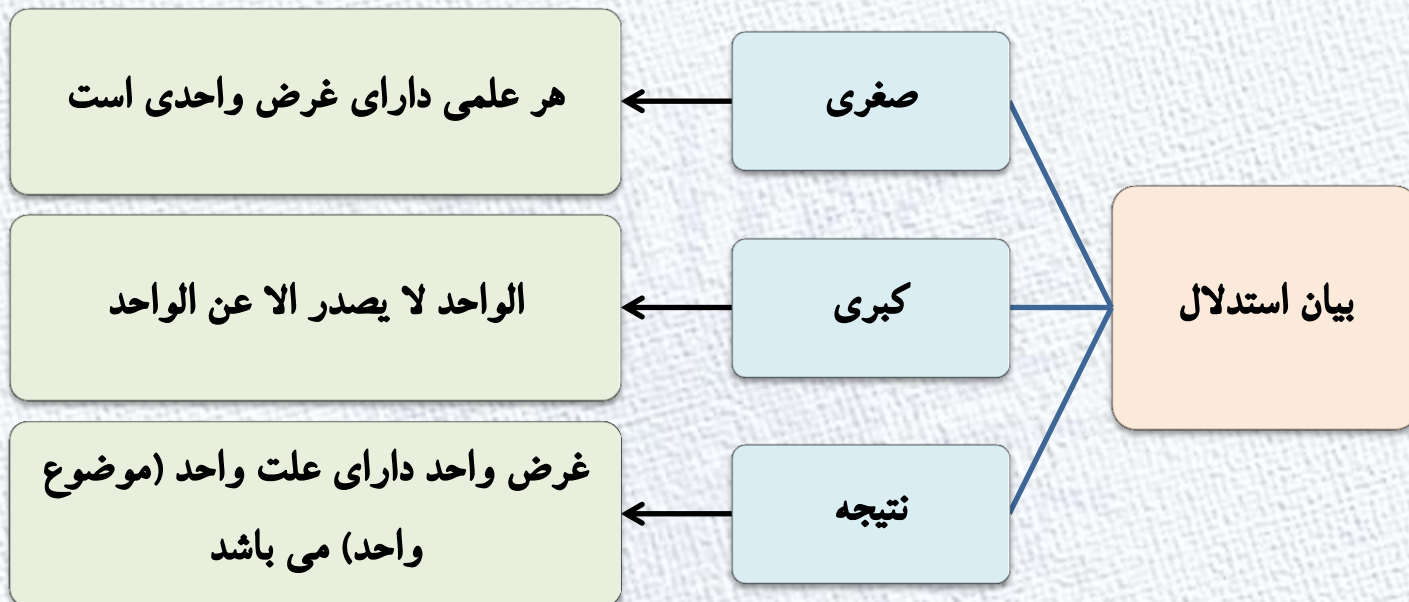 بیان استدلال
صغری
هر علمی دارای غرض واحدی است
کبری
الواحد لا یصدر الا عن الواحد
نتیجه
غرض واحد دارای علت واحد (موضوع
واحد) می باشد